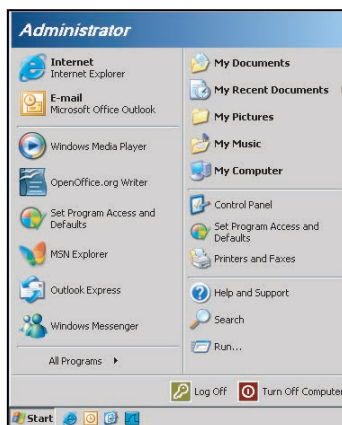 Administrator
Internet
Internet Explorer
E-mail
Microsoft Office Outlook
Windows Media Player
OpenOffice.org Writer
Set Program Access and
Defaults
MSN Explorer
Outlook Express
Windows Messenger
All Programs
My Documents
My Recent Documents
My Pictures
My Music
My Computer
Control Panel
Set Program Access and
Defaults
Printers and Faxes
Help and Support
Search
Run...
Log Off
Turn Off Computer
Start